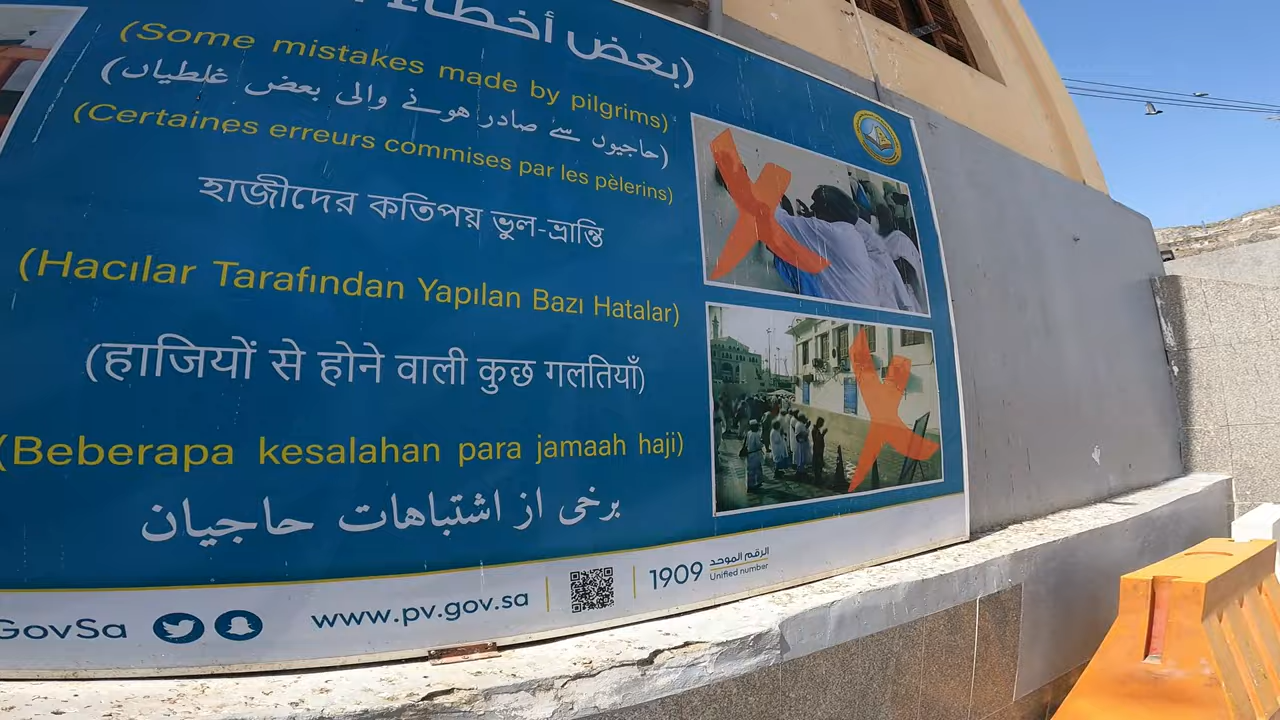 (بعض أخطاء
(Some mistakes made by pilgrims)
(حاجیوں سے صادر ہونے والی بعض غلطیاں)
(Certaines erreurs commises par les pèlerins)
হাজীদের কতিপয় ভুল-ভ্রান্তি
(Hacılar Tarafından Yapılan Bazı Hatalar)
(हाजियों से होने वाली कुछ गलतियाँ)
(Beberapa kesalahan para jamaah haji)
برخی از اشتباهات حاجیان
GovSa
www.pv.gov.sa
1909
الرقم الموحد
Unified number